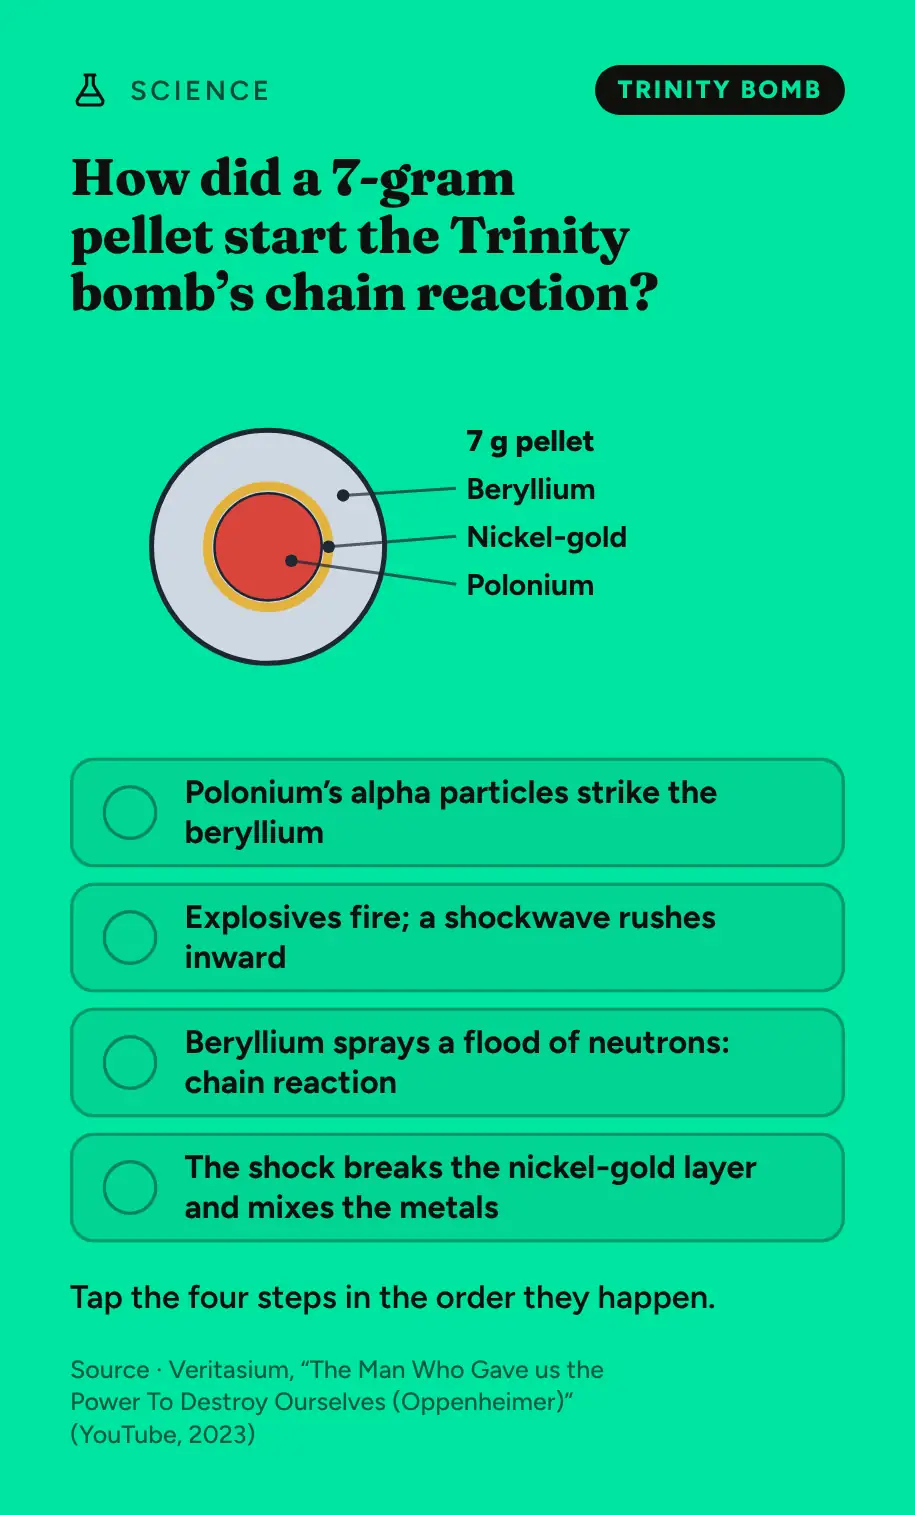 SCIENCE
TRINITY BOMB
How did a 7-gram
pellet start the Trinity
bomb’s chain reaction?
7 g pellet
Beryllium
Nickel-gold
Polonium
Polonium’s alpha particles strike the
beryllium
Explosives fire; a shockwave rushes
inward
Beryllium sprays a flood of neutrons:
chain reaction
The shock breaks the nickel-gold layer
and mixes the metals
Tap the four steps in the order they happen.
Source · Veritasium, “The Man Who Gave us the
Power To Destroy Ourselves (Oppenheimer)”
(YouTube, 2023)